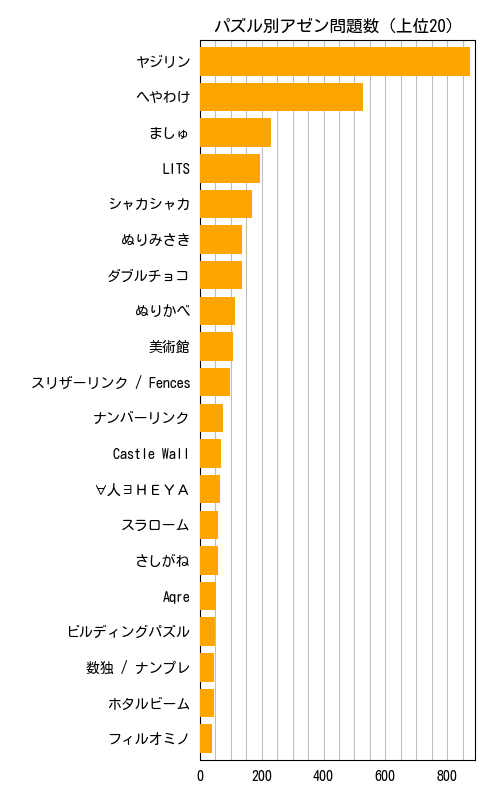 パズル別アゼン問題数 (上位20)
ヤジリン
へやわけ
ましゅ
LITS
シャカシャカ
ぬりみさき
ダブルチョコ
ぬりかべ
美術館
スリザーリンク / Fences
ナンバーリンク
Castle Wall
∀人∃ＨＥＹＡ
スラローム
さしがね
Aqre
ビルディングパズル
数独 / ナンプレ
ホタルビーム
フィルオミノ
0 200 400 600 800